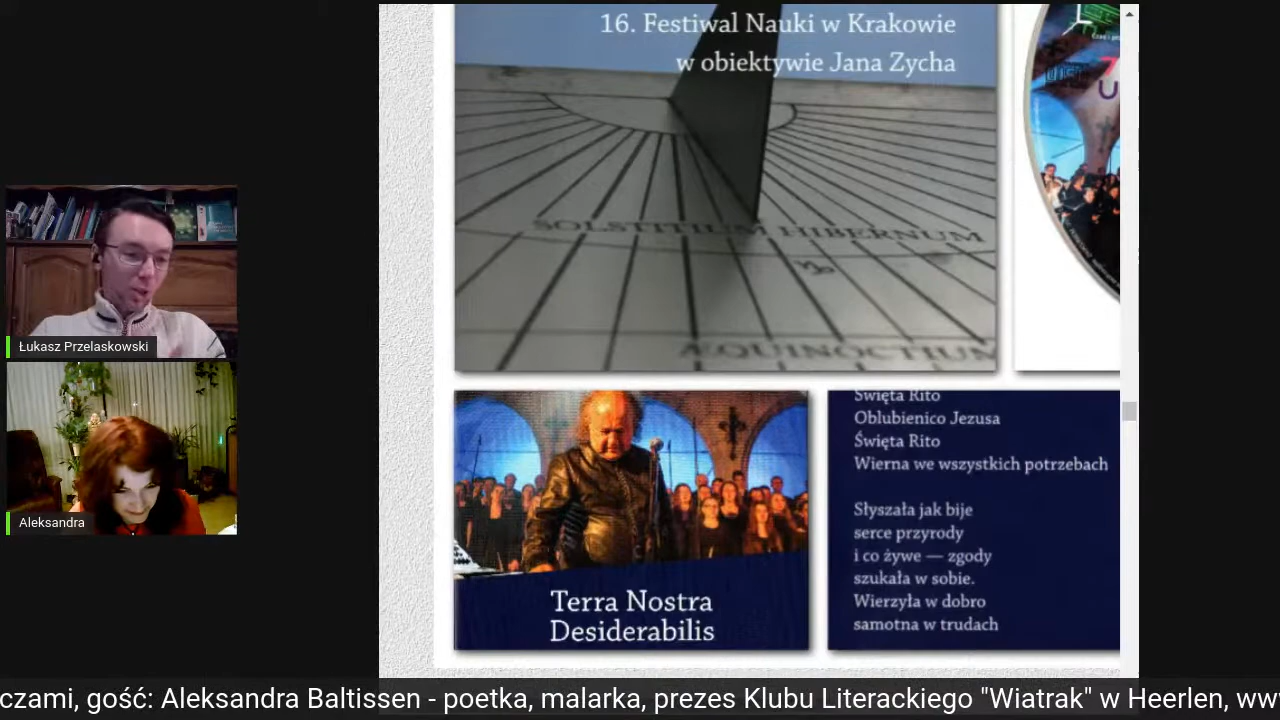 16. Festiwal Nauki w Krakowie
w obiektywie Jana Zycha
SOLSTITIUM HIBERNUM
Łukasz Przelaskowski
Aleksandra
Terra Nostra
Desiderabilis
Święta Rito
Oblubienico Jezusa
Święta Rito
Wierna we wszystkich potrzebach
Słyszała jak bije
serce przyrody
i co żywe — zgody
szukała w sobie.
Wierzyła w dobro
samotna w trudach
czami, gość: Aleksandra Baltissen - poetka, malarka, prezes Klubu Literackiego "Wiatrak" w Heerlen, ww